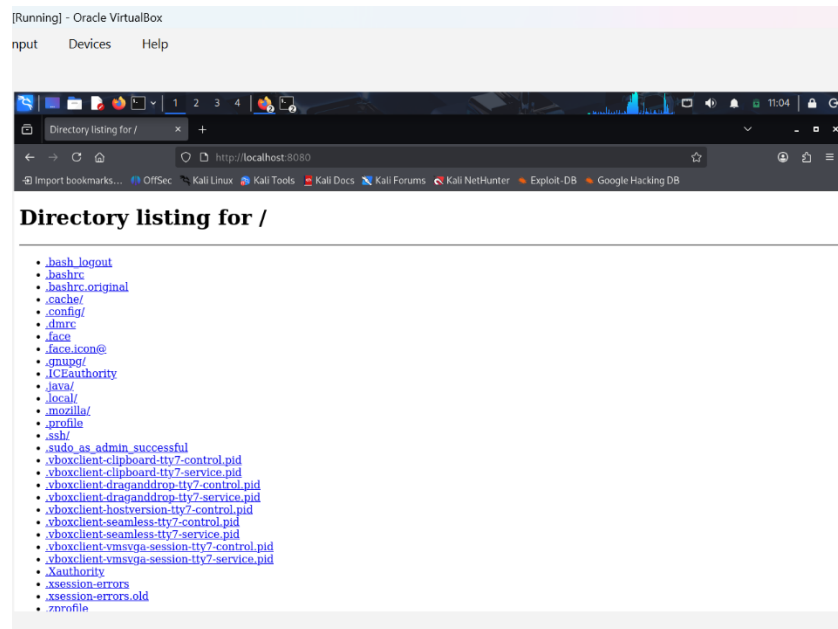 [Running] - Oracle VirtualBox
nput Devices Help
1 2 3 4 2 2 11:04
Directory listing for /
http://localhost:8080
Import bookmarks... OffSec Kali Linux Kali Tools Kali Docs Kali Forums Kali NetHunter Exploit-DB Google Hacking DB
Directory listing for /
.bash_logout
.bashrc
.bashrc.original
.cache/
.config/
.dmrc
.face
.face.icon@
.gnupg/
.ICEauthority
.java/
.local/
.mozilla/
.profile
.ssh/
.sudo_as_admin_successful
.vboxclient-clipboard-tty7-control.pid
.vboxclient-clipboard-tty7-service.pid
.vboxclient-draganddrop-tty7-control.pid
.vboxclient-draganddrop-tty7-service.pid
.vboxclient-hostversion-tty7-control.pid
.vboxclient-seamless-tty7-control.pid
.vboxclient-seamless-tty7-service.pid
.vboxclient-vmsvga-session-tty7-control.pid
.vboxclient-vmsvga-session-tty7-service.pid
.Xauthority
.xsession-errors
.xsession-errors.old
.zprofile